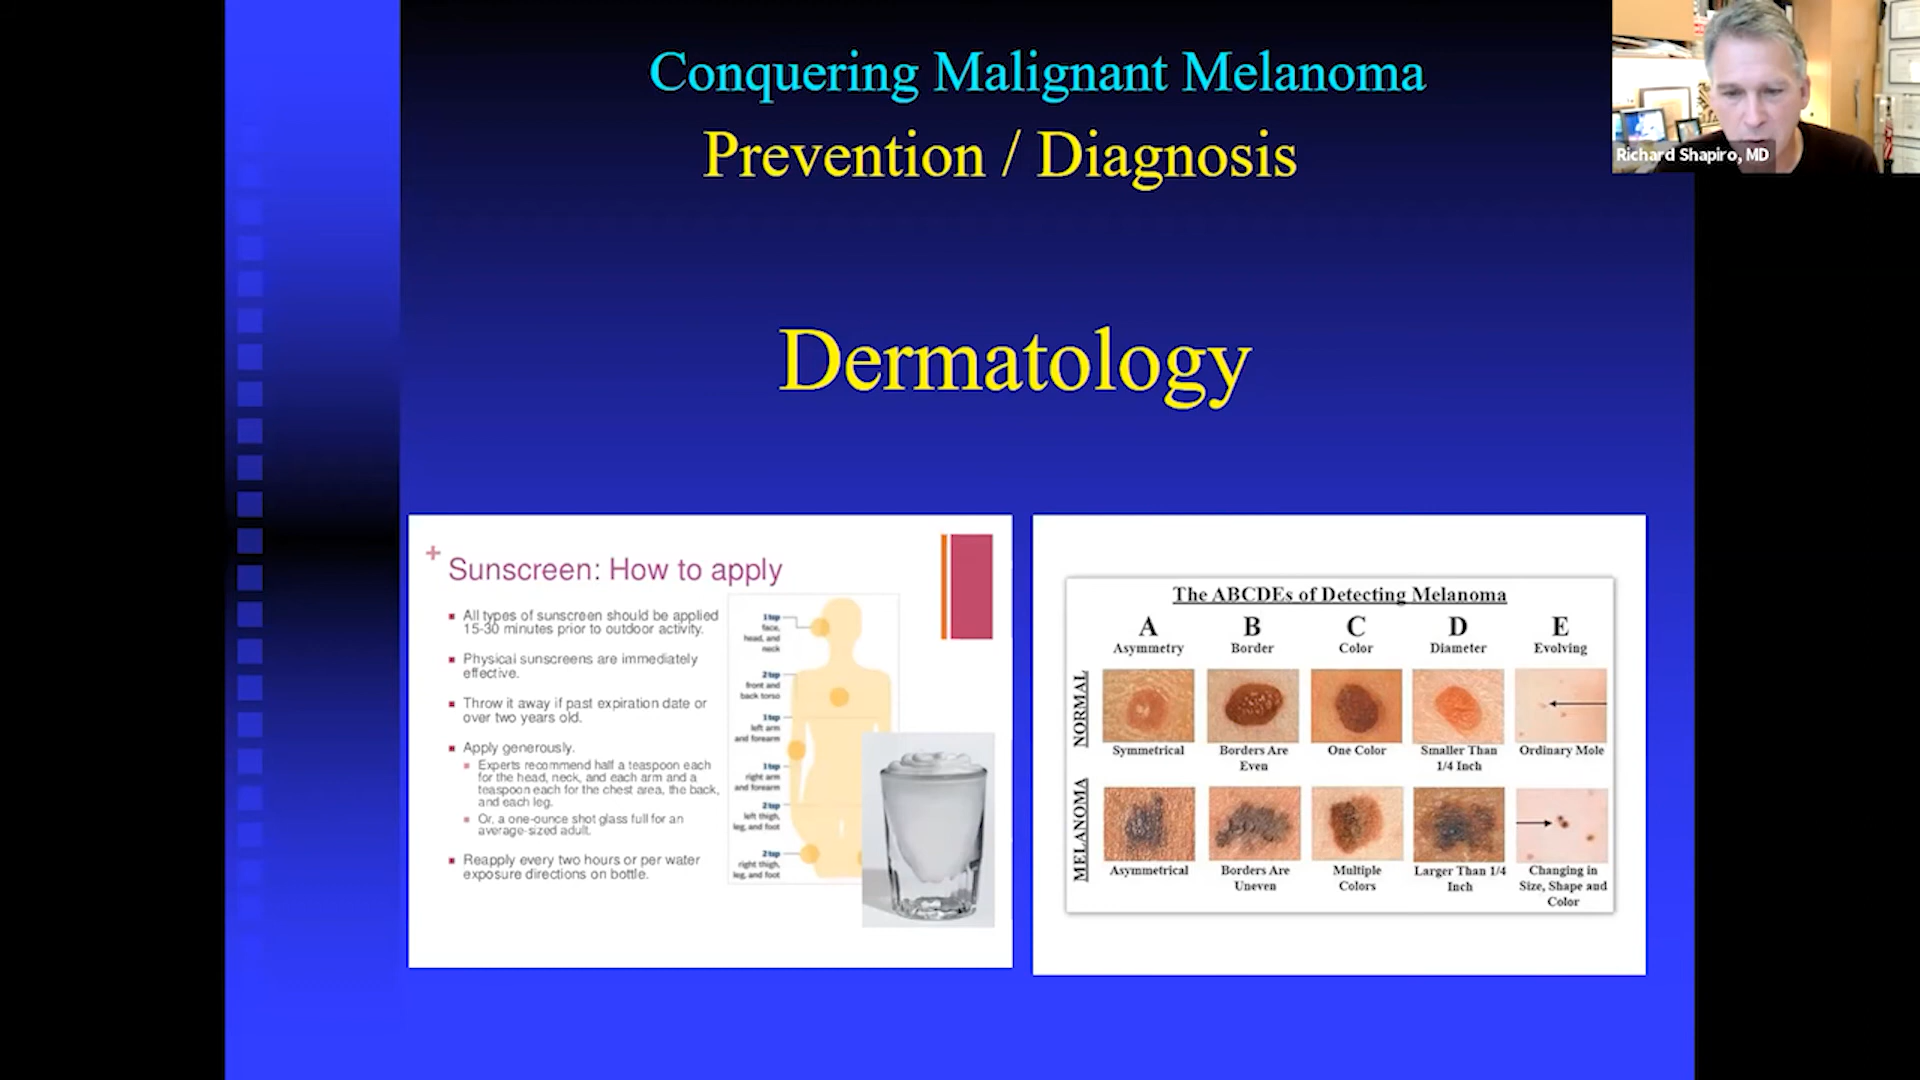 Conquering Malignant Melanoma
Prevention / Diagnosis
Richard Shapiro, MD
Dermatology
+
Sunscreen: How to apply
All types of sunscreen should be applied
15-30 minutes prior to outdoor activity.
Physical sunscreens are immediately
effective.
Throw it away if past expiration date or
over two years old.
Apply generously.
Experts recommend half a teaspoon each
for the head, neck, and each arm and a
teaspoon each for the chest area, the back,
and each leg.
Or, a one-ounce shot glass full for an
average-sized adult.
Reapply every two hours or per water
exposure directions on bottle.
1 tsp
face,
head, and
neck
2 tsp
front and
back torso
1 tsp
left arm
and forearm
1 tsp
right arm
and forearm
2 tsp
left thigh,
leg, and foot
2 tsp
right thigh,
leg, and foot
The ABCDEs of Detecting Melanoma
A B C D E
Asymmetry Border Color Diameter Evolving
NORMAL
Symmetrical Borders Are One Color Smaller Than Ordinary Mole
Even 1/4 Inch
MELANOMA
Asymmetrical Borders Are Multiple Larger Than 1/4 Changing in
Uneven Colors Inch Size, Shape and
Color